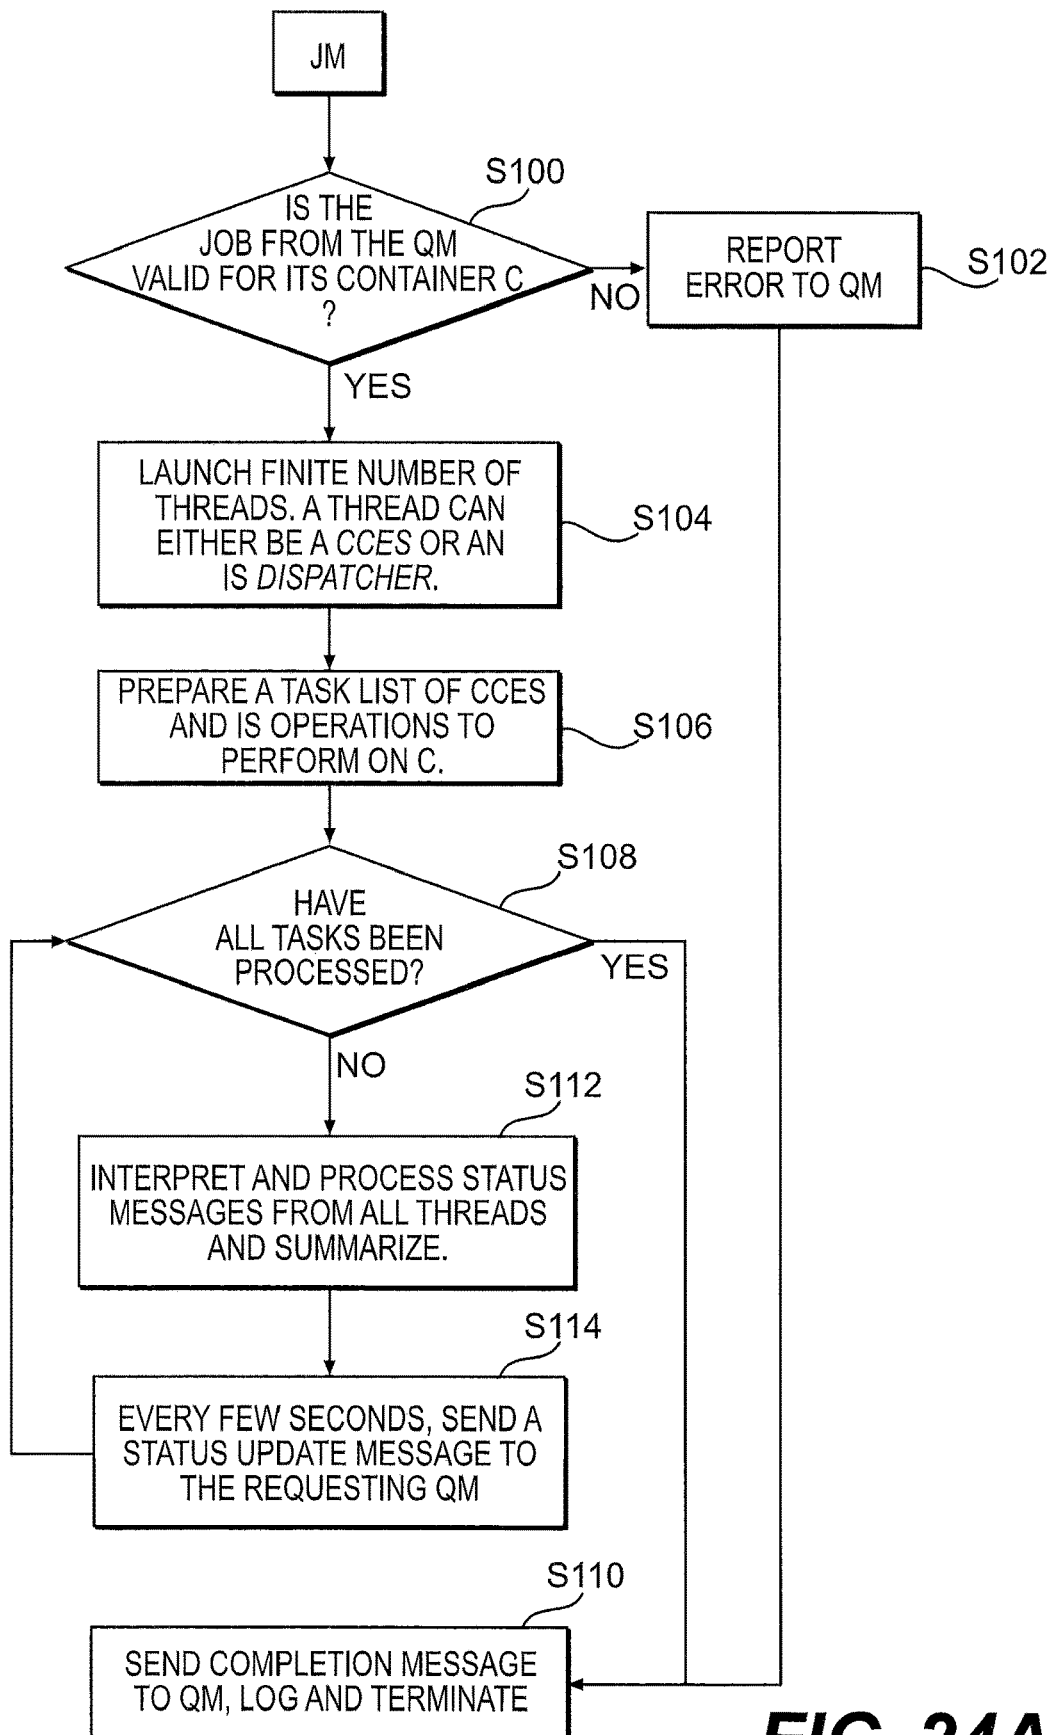 JM
S100
IS THE
JOB FROM THE QM
VALID FOR ITS CONTAINER C
?
NO
REPORT
ERROR TO QM
S102
YES
LAUNCH FINITE NUMBER OF
THREADS. A THREAD CAN
EITHER BE A CCES OR AN
IS DISPATCHER.
S104
PREPARE A TASK LIST OF CCES
AND IS OPERATIONS TO
PERFORM ON C.
S106
S108
HAVE
ALL TASKS BEEN
PROCESSED?
YES
NO
S112
INTERPRET AND PROCESS STATUS
MESSAGES FROM ALL THREADS
AND SUMMARIZE.
S114
EVERY FEW SECONDS, SEND A
STATUS UPDATE MESSAGE TO
THE REQUESTING QM
S110
SEND COMPLETION MESSAGE
TO QM, LOG AND TERMINATE
FIG. 24A